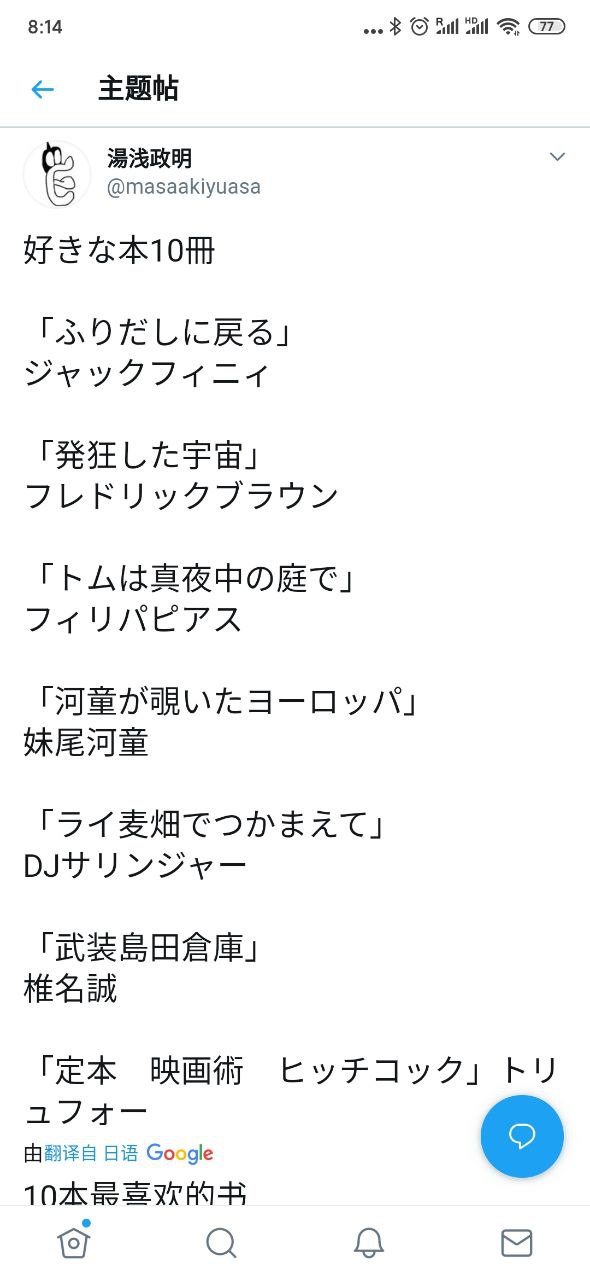 8:14
R
HD
77
主题帖
湯浅政明
@masaakiyuasa
好きな本10冊
「ふりだしに戻る」
ジャックフィニィ
「発狂した宇宙」
フレドリックブラウン
「トムは真夜中の庭で」
フィリパピアス
「河童が覗いたヨーロッパ」
妹尾河童
「ライ麦畑でつかまえて」
DJサリンジャー
「武装島田倉庫」
椎名誠
「定本　映画術　ヒッチコック」トリ
ュフォー
由翻译自 日语 Google
10本最喜欢的书